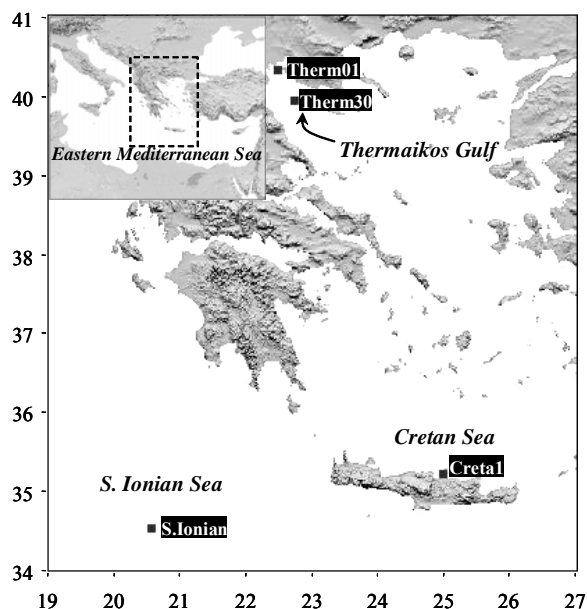 41
40
39
38
37
36
35
34
19
20
21
22
23
24
25
26
27
Therm01
Therm30
Thermaikos Gulf
Eastern Mediterranean Sea
Cretan Sea
Creta1
S. Ionian Sea
S.Ionian